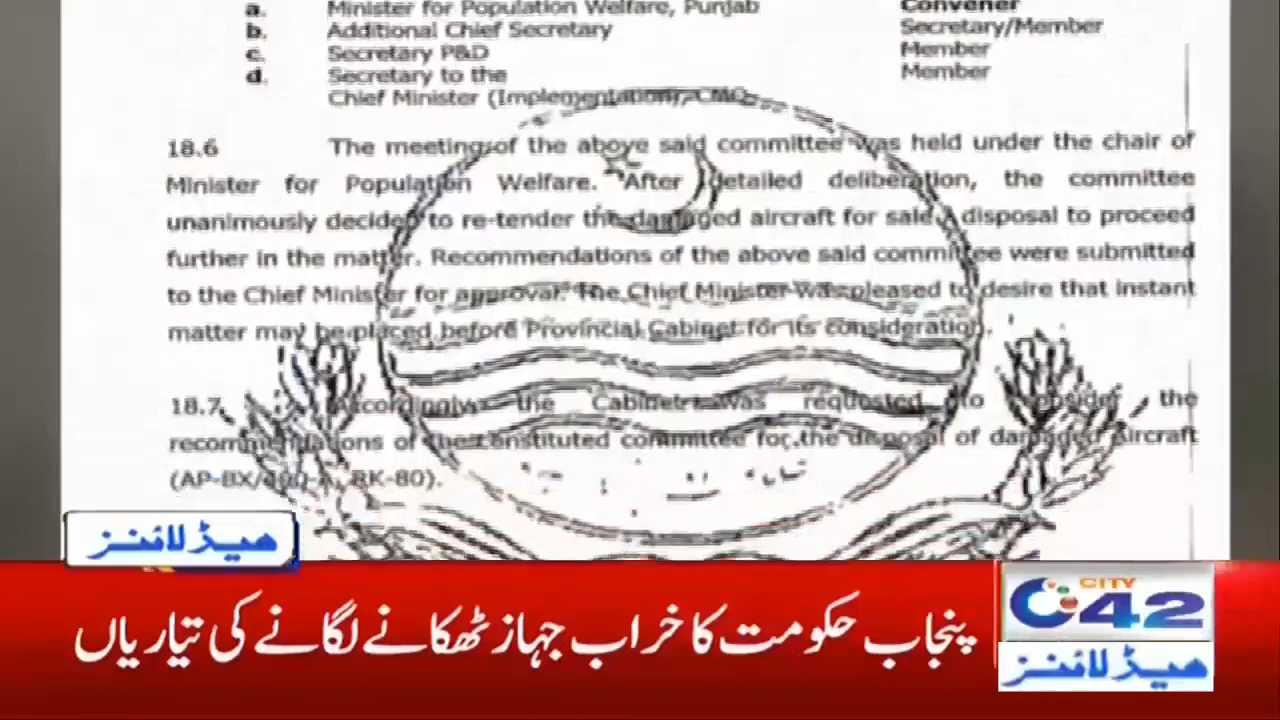 a. Minister for Population Welfare, Punjab Convener
b. Additional Chief Secretary Secretary/Member
c. Secretary P&D Member
d. Secretary to the Member
Chief Minister (Implementation), CMO
18.6 The meeting of the above said committee was held under the chair of
Minister for Population Welfare. After detailed deliberation, the committee
unanimously decided to re-tender the damaged aircraft for sale / disposal to proceed
further in the matter. Recommendations of the above said committee were submitted
to the Chief Minister for approval. The Chief Minister was pleased to desire that instant
matter may be placed before Provincial Cabinet for its consideration.
18.7 Accordingly, the Cabinet was requested to consider the
recommendations of the constituted committee for the disposal of damaged aircraft
(AP-BX/400-A, RK-80).
ہیڈلائنز
پنجاب حکومت کا خراب جہاز ٹھکانے لگانے کی تیاریاں
CITY
42
ہیڈلائنز